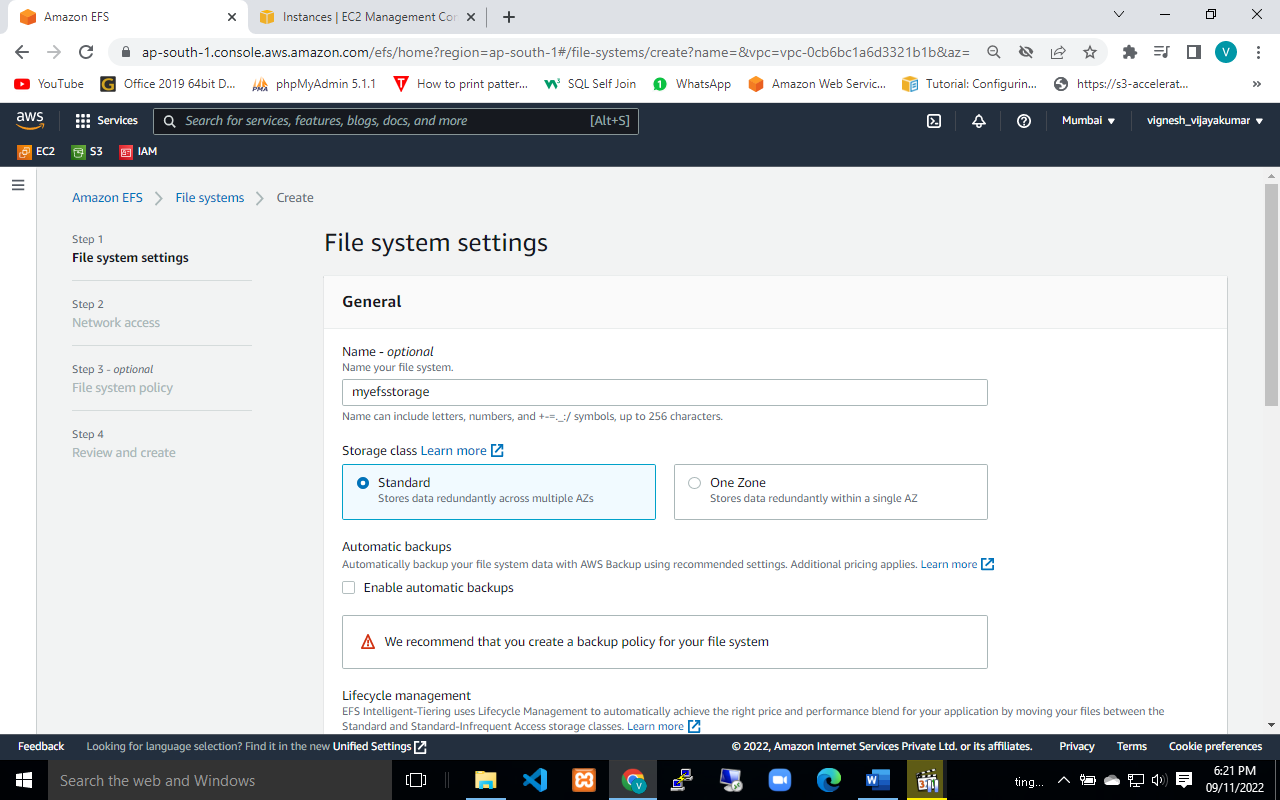 Amazon EFS
Instances | EC2 Management Con
ap-south-1.console.aws.amazon.com/efs/home?region=ap-south-1#/file-systems/create?name=&vpc=vpc-0cb6bc1a6d3321b1b&az=
V
YouTube
Office 2019 64bit D...
phpMyAdmin 5.1.1
How to print patter...
SQL Self Join
WhatsApp
Amazon Web Servic...
Tutorial: Configurin...
https://s3-accelerat...
»
aws
Services
Search for services, features, blogs, docs, and more
[Alt+S]
Mumbai
vignesh_vijayakumar
EC2
S3
IAM
Amazon EFS
File systems
Create
Step 1
File system settings
Step 2
Network access
Step 3 - optional
File system policy
Step 4
Review and create
File system settings
General
Name - optional
Name your file system.
myefsstorage
Name can include letters, numbers, and +-=._:/ symbols, up to 256 characters.
Storage class Learn more
Standard
Stores data redundantly across multiple AZs
One Zone
Stores data redundantly within a single AZ
Automatic backups
Automatically backup your file system data with AWS Backup using recommended settings. Additional pricing applies. Learn more
Enable automatic backups
We recommend that you create a backup policy for your file system
Lifecycle management
EFS Intelligent-Tiering uses Lifecycle Management to automatically achieve the right price and performance blend for your application by moving your files between the
Standard and Standard-Infrequent Access storage classes. Learn more
Feedback
Looking for language selection? Find it in the new Unified Settings
© 2022, Amazon Internet Services Private Ltd. or its affiliates.
Privacy
Terms
Cookie preferences
Search the web and Windows
ting...
6:21 PM
09/11/2022